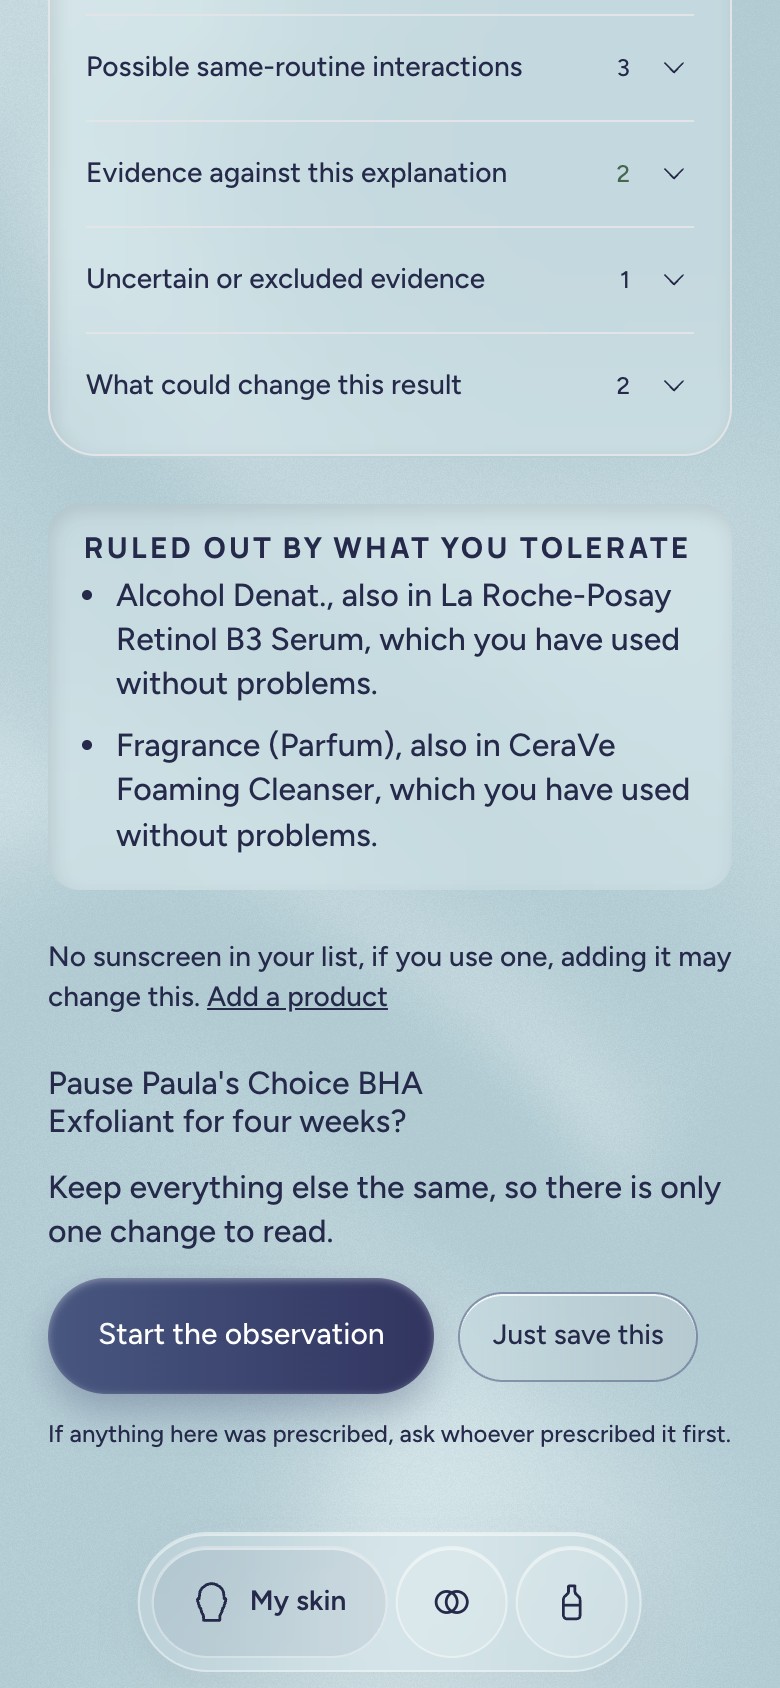 Possible same-routine interactions 3
Evidence against this explanation 2
Uncertain or excluded evidence 1
What could change this result 2
RULED OUT BY WHAT YOU TOLERATE
• Alcohol Denat., also in La Roche-Posay
Retinol B3 Serum, which you have used
without problems.
• Fragrance (Parfum), also in CeraVe
Foaming Cleanser, which you have used
without problems.
No sunscreen in your list, if you use one, adding it may
change this. Add a product
Pause Paula's Choice BHA
Exfoliant for four weeks?
Keep everything else the same, so there is only
one change to read.
Start the observation
Just save this
If anything here was prescribed, ask whoever prescribed it first.
My skin